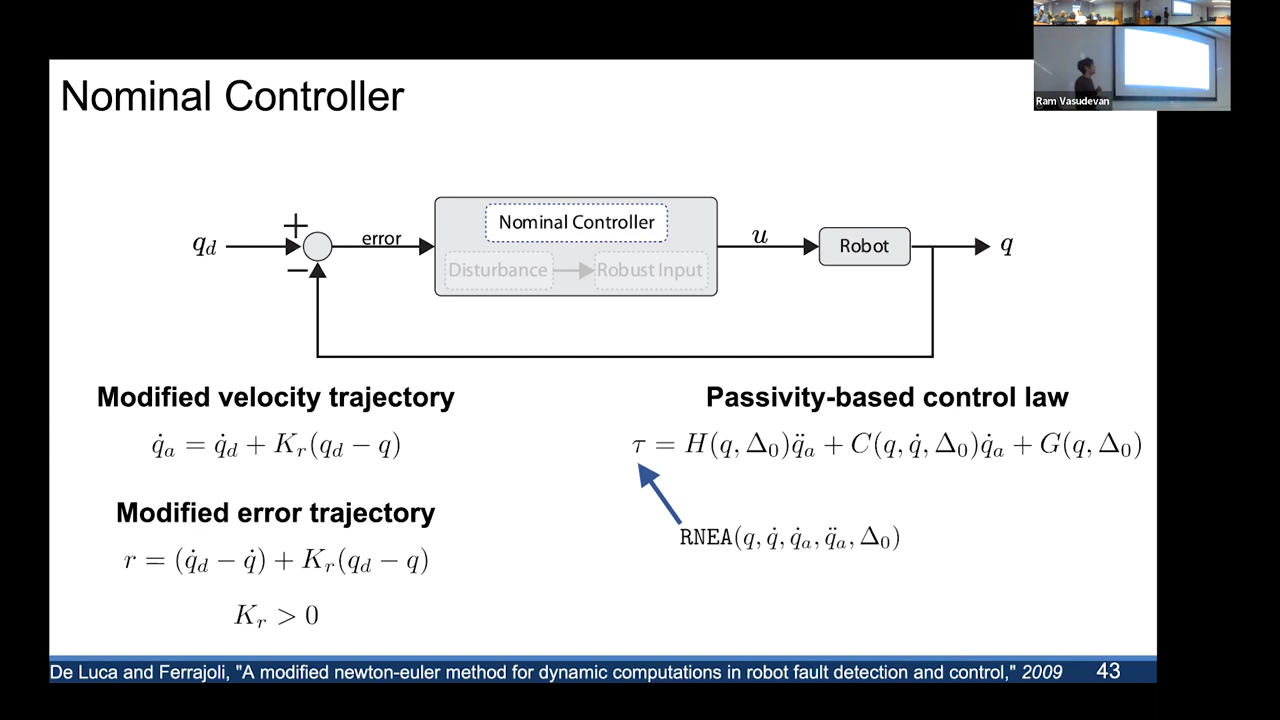 Nominal Controller
Ram Vasudevan
q_d
+
−
error
Nominal Controller
Disturbance
Robust Input
u
Robot
q
Modified velocity trajectory
q̇_a = q̇_d + K_r(q_d − q)
Modified error trajectory
r = (q̇_d − q̇) + K_r(q_d − q)
K_r > 0
Passivity-based control law
τ = H(q, Δ_0)q̈_a + C(q, q̇, Δ_0)q̇_a + G(q, Δ_0)
RNEA(q, q̇, q̇_a, q̈_a, Δ_0)
De Luca and Ferrajoli, "A modified newton-euler method for dynamic computations in robot fault detection and control," 2009
43